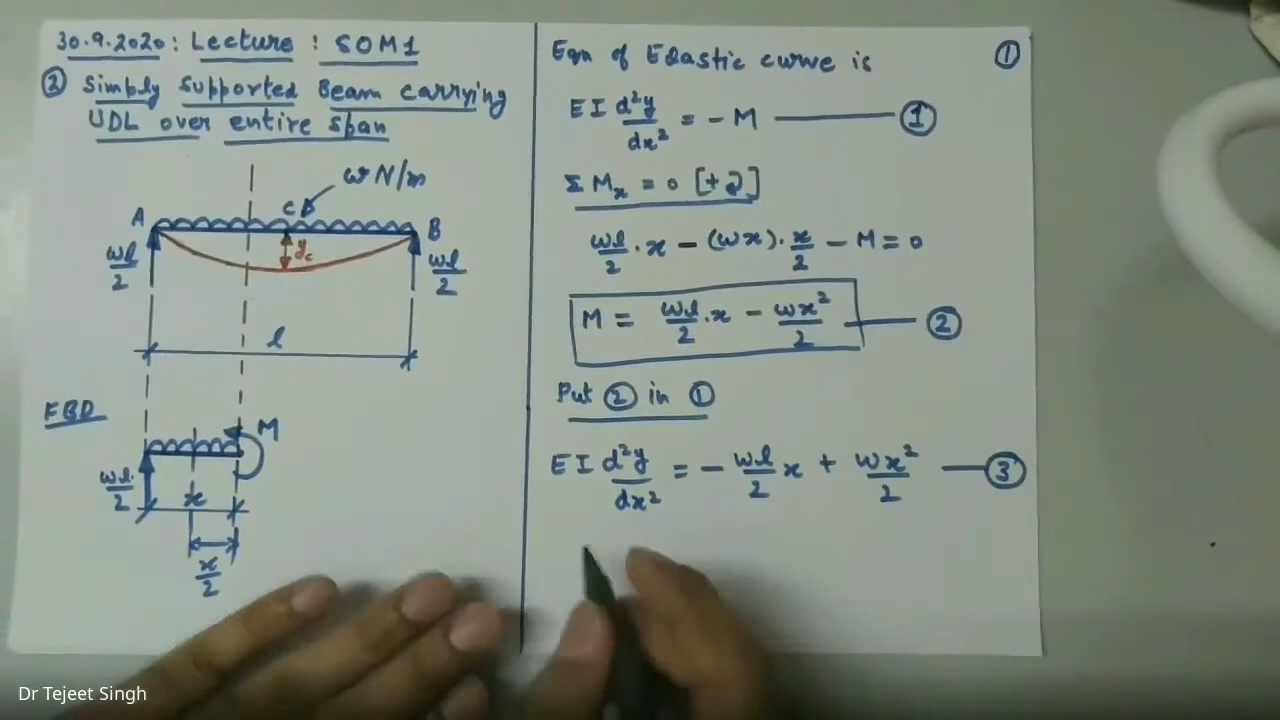 30.9.2020: Lecture : SOM1
② Simply Supported Beam carrying
UDL over entire span
w N/m
A
C
B
wl/2
y_c
wl/2
l
FBD
M
wl/2
x
x/2
①
Eqn of Elastic curve is
EI d²y/dx² = - M ①
Σ Mx = 0 [+ ⤸]
wl/2 . x - (wx) . x/2 - M = 0
M = wl/2 . x - wx²/2 ②
Put ② in ①
EI d²y/dx² = - wl/2 x + wx²/2 ③
Dr Tejeet Singh